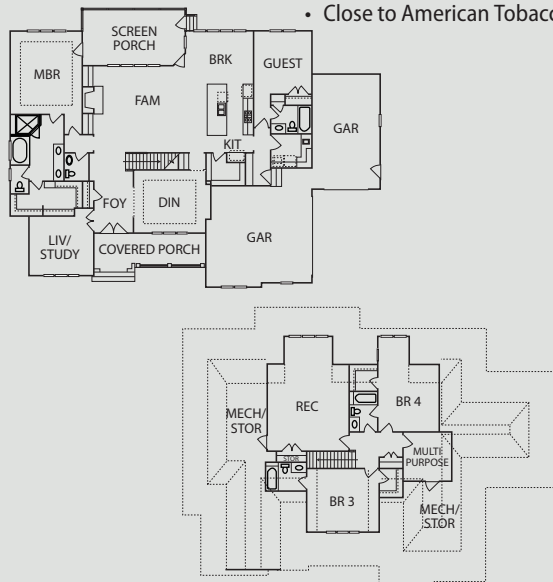 • Close to American Tobacc
SCREEN
PORCH
BRK
GUEST
MBR
FAM
GAR
KIT
FOY
DIN
GAR
LIV/
STUDY
COVERED PORCH
REC
BR 4
MECH/
STOR
MULTI
PURPOSE
STOR
BR 3
MECH/
STOR